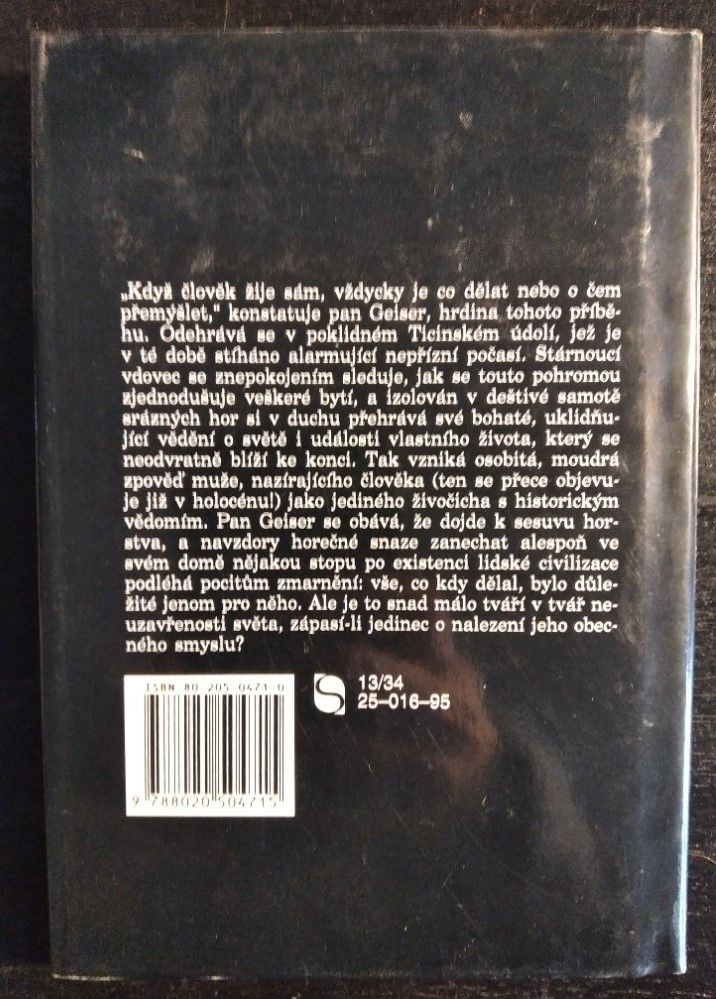 „Když člověk žije sám, vždycky je co dělat nebo o čem
přemýšlet,“ konstatuje pan Geiser, hrdina tohoto příbě-
hu. Odehrává se v poklidném Ticinském údolí, jež je
v té době stíháno alarmující nepřízní počasí. Stárnoucí
vdovec se znepokojením sleduje, jak se touto pohromou
zjednodušuje veškeré bytí, a izolován v deštivé samotě
srázných hor si v duchu přehrává své bohaté, uklidňu-
jící vědění o světě i události vlastního života, který se
neodvratně blíží ke konci. Tak vzniká osobitá, moudrá
zpověď muže, nazírajícího člověka (ten se přece objevu-
je již v holocénu!) jako jediného živočicha s historickým
vědomím. Pan Geiser se obává, že dojde k sesuvu hor-
stva, a navzdory horečné snaze zanechat alespoň ve
svém domě nějakou stopu po existenci lidské civilizace
podléhá pocitům zmarnění: vše, co kdy dělal, bylo důle-
žité jenom pro něho. Ale je to snad málo tváří v tvář ne-
uzavřenosti světa, zápasí-li jedinec o nalezení jeho obec-
ného smyslu?
ISBN 80 205 0471 0
9 788020 504715
S
13/34
25–016–95